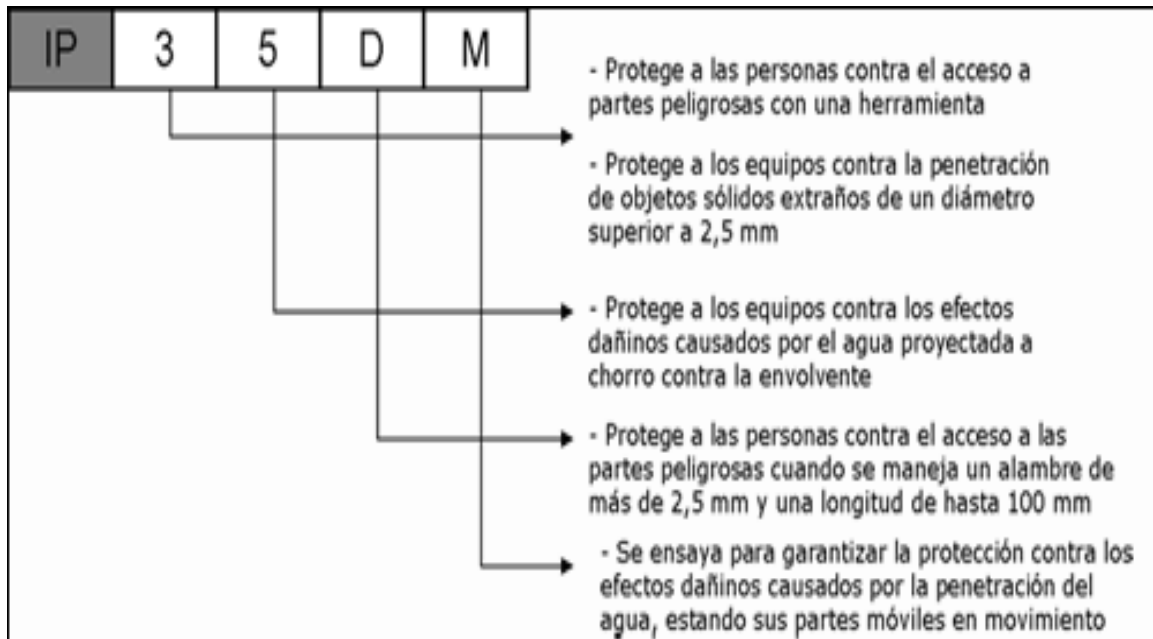 IP 3 5 D M
- Protege a las personas contra el acceso a
partes peligrosas con una herramienta
- Protege a los equipos contra la penetración
de objetos sólidos extraños de un diámetro
superior a 2,5 mm
- Protege a los equipos contra los efectos
dañinos causados por el agua proyectada a
chorro contra la envolvente
- Protege a las personas contra el acceso a las
partes peligrosas cuando se maneja un alambre de
más de 2,5 mm y una longitud de hasta 100 mm
- Se ensaya para garantizar la protección contra los
efectos dañinos causados por la penetración del
agua, estando sus partes móviles en movimiento